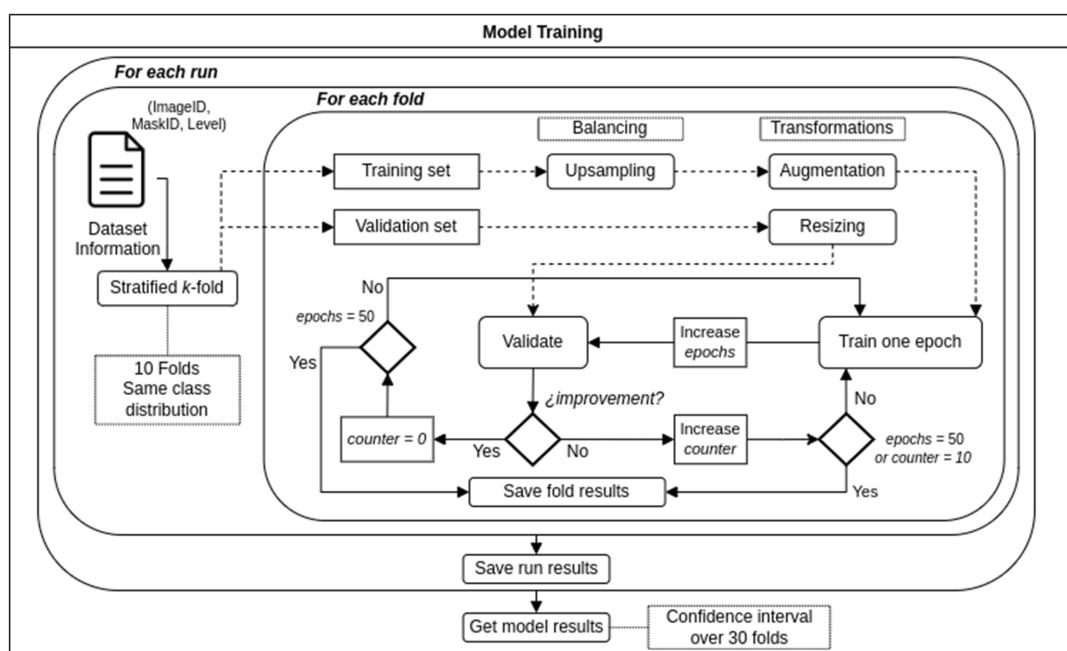 Model Training
For each run
For each fold
(ImageID,
MaskID, Level)
Balancing
Transformations
Training set
Upsampling
Augmentation
Dataset
Information
Validation set
Resizing
Stratified k-fold
No
epochs = 50
Yes
Validate
Increase
epochs
Train one epoch
10 Folds
Same class
distribution
¿improvement?
No
counter = 0
Yes
No
Increase
counter
epochs = 50
or counter = 10
Yes
Save fold results
Save run results
Get model results
Confidence interval
over 30 folds